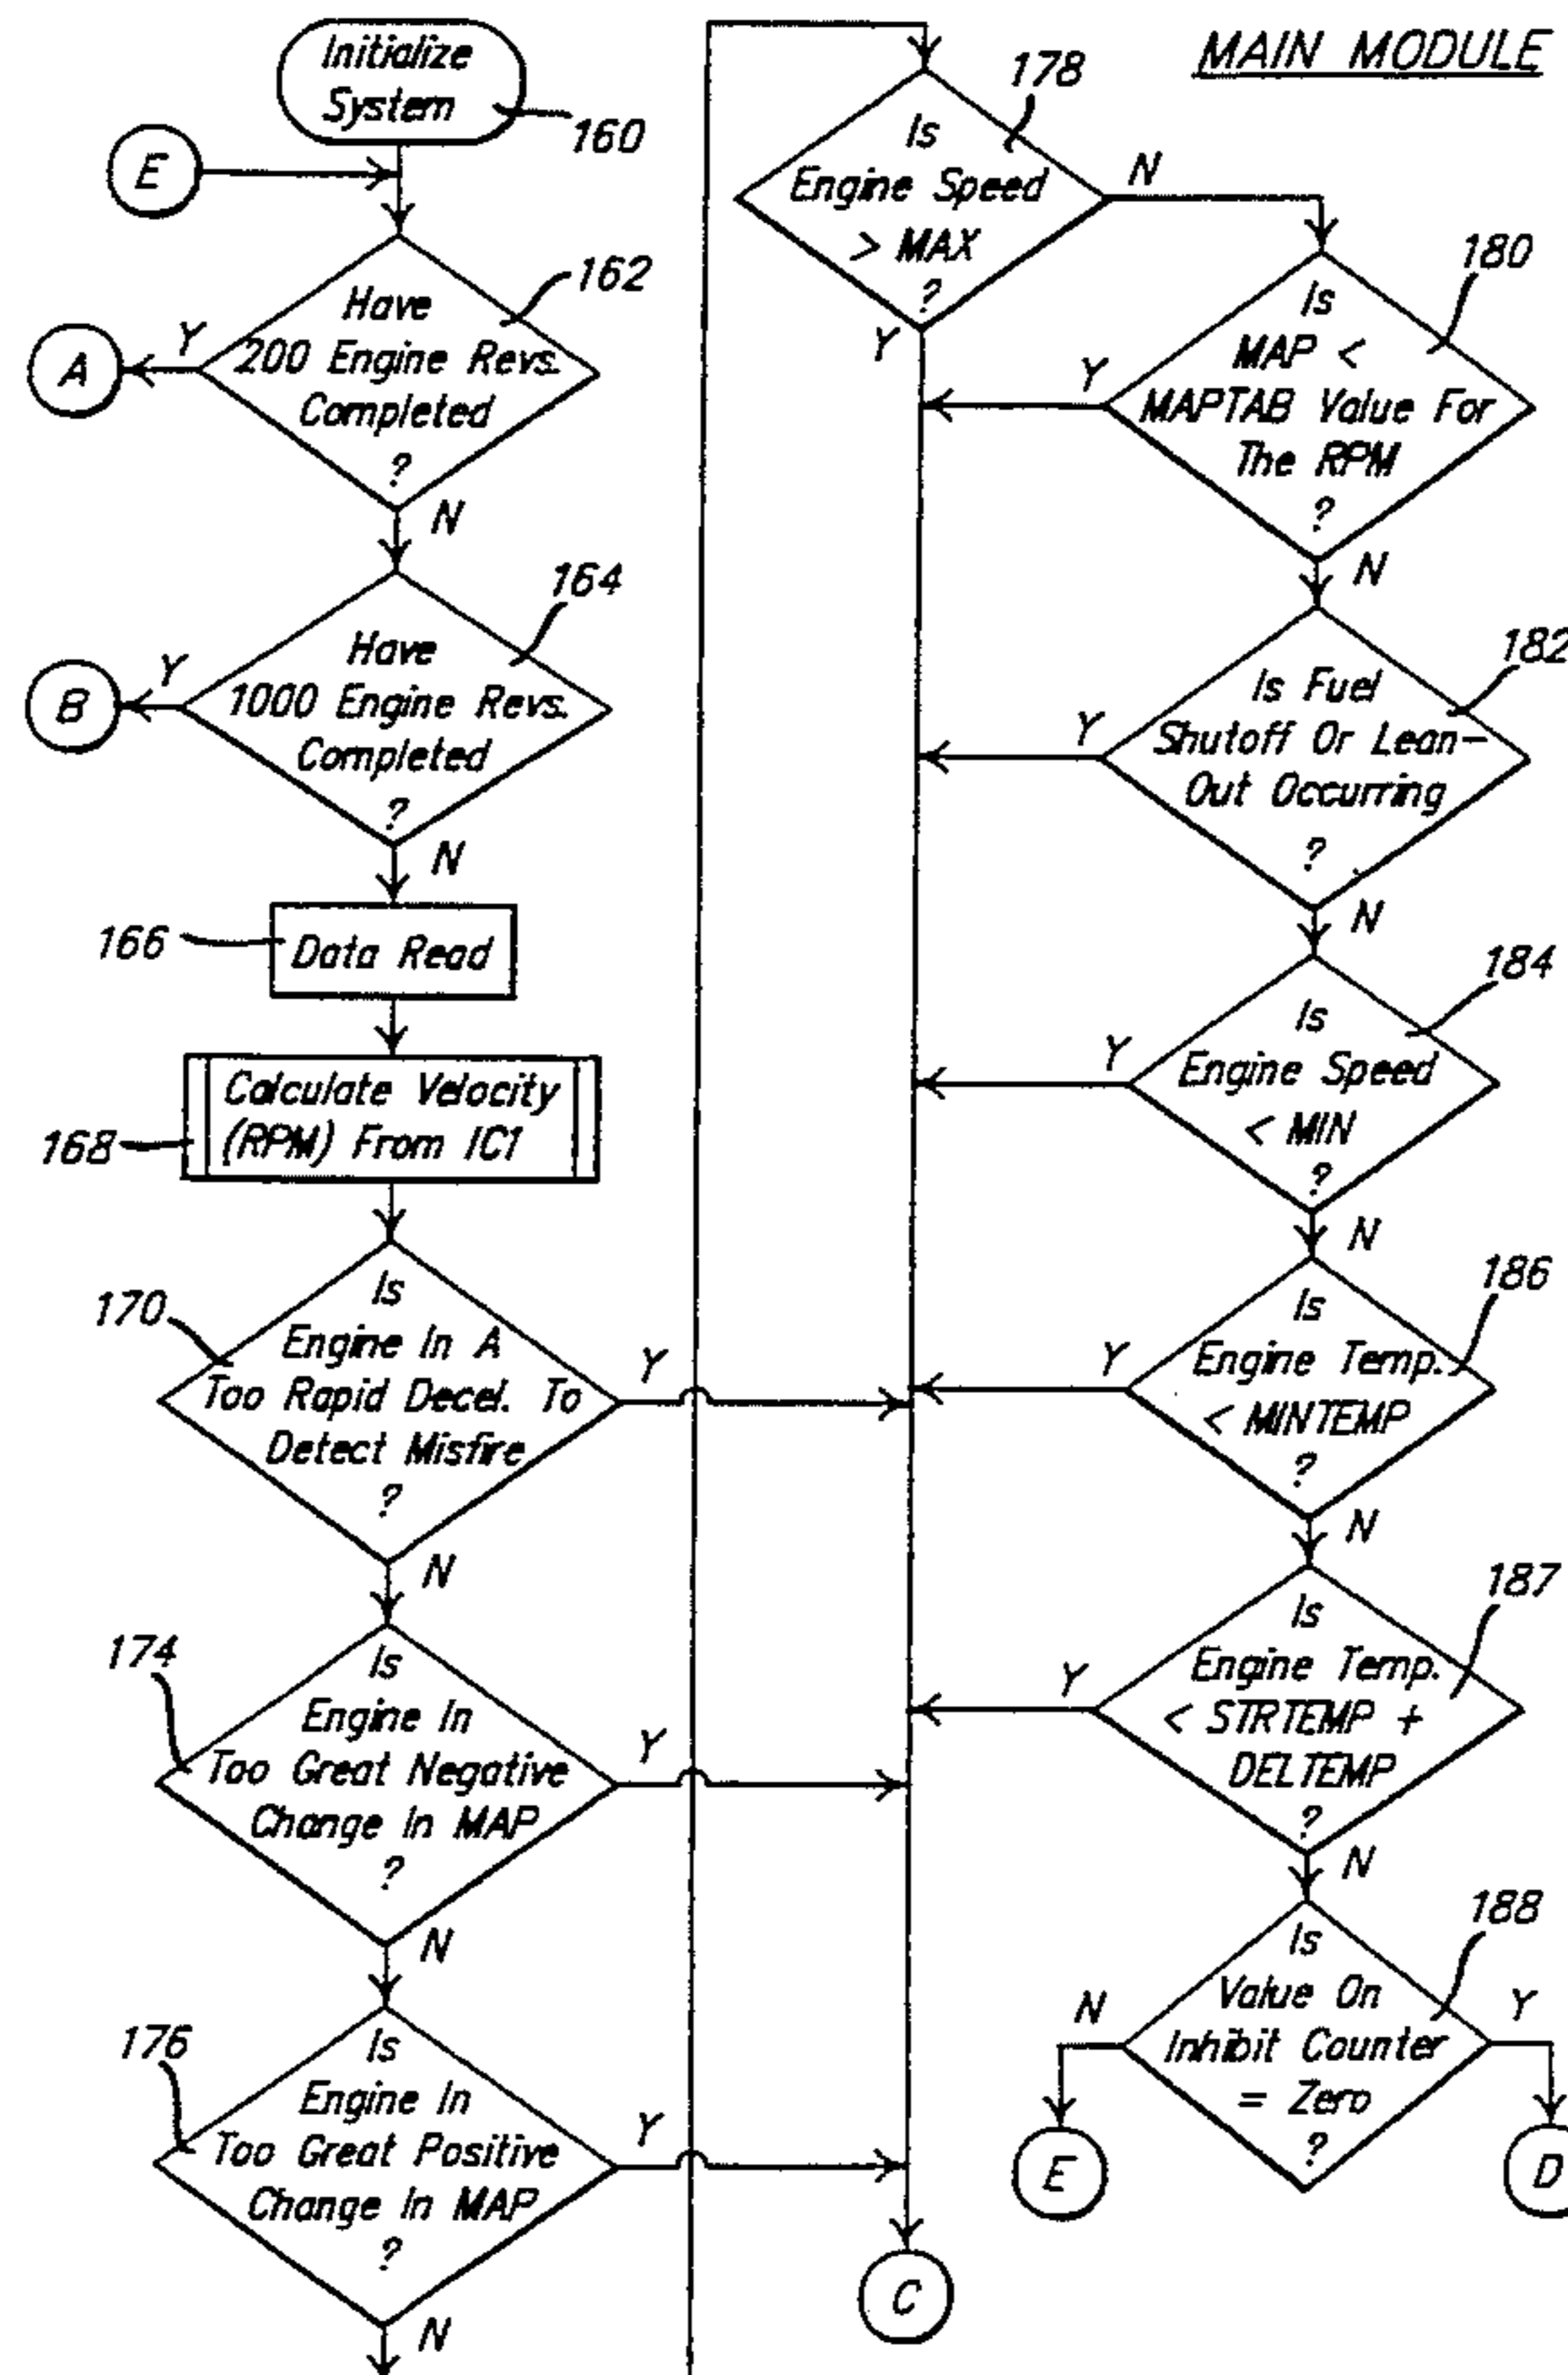 MAIN MODULE
Initialize
System
160
E
Have
200 Engine Revs.
Completed
?
162
Y
A
N
Have
1000 Engine Revs.
Completed
?
164
Y
B
N
166
Data Read
168
Calculate Velocity
(RPM) From IC1
170
Is
Engine In A
Too Rapid Decel. To
Detect Misfire
?
Y
N
174
Is
Engine In
Too Great Negative
Change In MAP
?
Y
N
176
Is
Engine In
Too Great Positive
Change In MAP
?
Y
N
178
Is
Engine Speed
> MAX
?
N
Y
180
Is
MAP <
MAPTAB Value For
The RPM
?
Y
N
182
Is Fuel
Shutoff Or Lean-
Out Occurring
?
Y
N
184
Is
Engine Speed
< MIN
?
Y
N
186
Is
Engine Temp.
< MINTEMP
?
Y
N
187
Is
Engine Temp.
< STRTEMP +
DELTEMP
?
Y
N
188
Is
Value On
Inhibit Counter
= Zero
?
N
Y
E
D
C